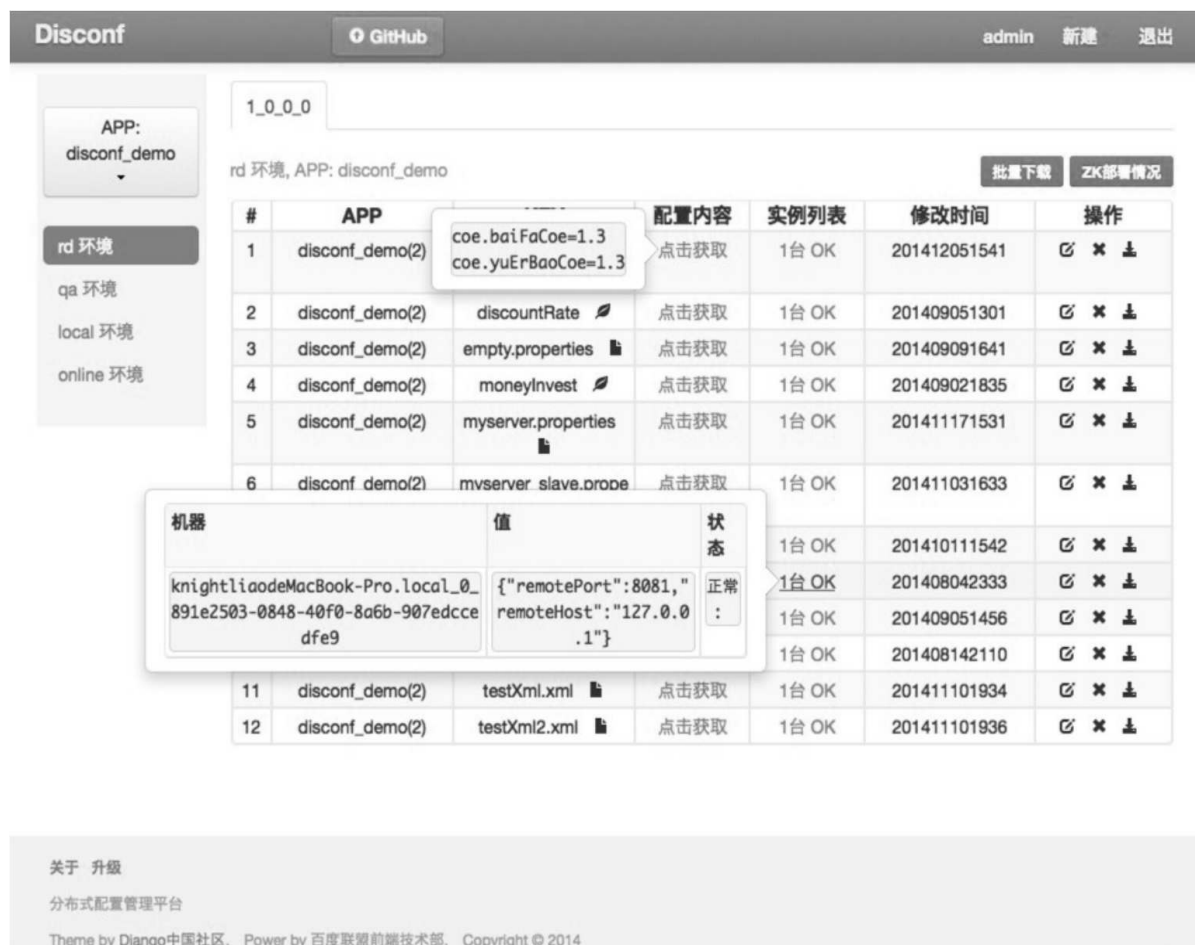 Disconf
GitHub
admin 新建 退出
APP:
disconf_demo
rd 环境
qa 环境
local 环境
online 环境
1_0_0_0
rd 环境, APP: disconf_demo
批量下载 ZK部署情况
# APP 配置内容 实例列表 修改时间 操作
coe.baiFaCoe=1.3
coe.yuErBaoCoe=1.3
1 disconf_demo(2) 点击获取 1台 OK 201412051541
2 disconf_demo(2) discountRate 点击获取 1台 OK 201409051301
3 disconf_demo(2) empty.properties 点击获取 1台 OK 201409091641
4 disconf_demo(2) moneyInvest 点击获取 1台 OK 201409021835
5 disconf_demo(2) myserver.properties 点击获取 1台 OK 201411171531
6 disconf_demo(2) myserver_slave.prope 点击获取 1台 OK 201411031633
1台 OK 201410111542
1台 OK 201408042333
1台 OK 201409051456
1台 OK 201408142110
机器 值 状态
knightliaodeMacBook-Pro.local_0_
891e2503-0848-40f0-8a6b-907edcce
dfe9
{"remotePort":8081,"
remoteHost":"127.0.0
.1"}
正常
:
11 disconf_demo(2) testXml.xml 点击获取 1台 OK 201411101934
12 disconf_demo(2) testXml2.xml 点击获取 1台 OK 201411101936
关于 升级
分布式配置管理平台
Theme by Django中国社区、 Power by 百度联盟前端技术部、 Copyright © 2014